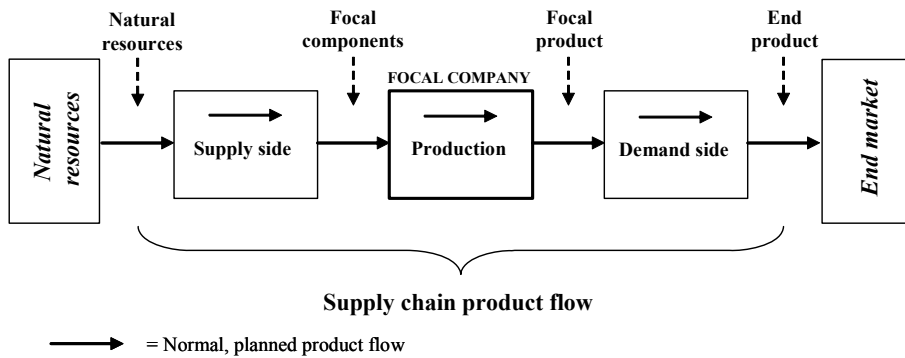 Natural
resources
Focal
components
Focal
product
End
product
FOCAL COMPANY
Natural
resources
Supply side
Production
Demand side
End market
Supply chain product flow
= Normal, planned product flow